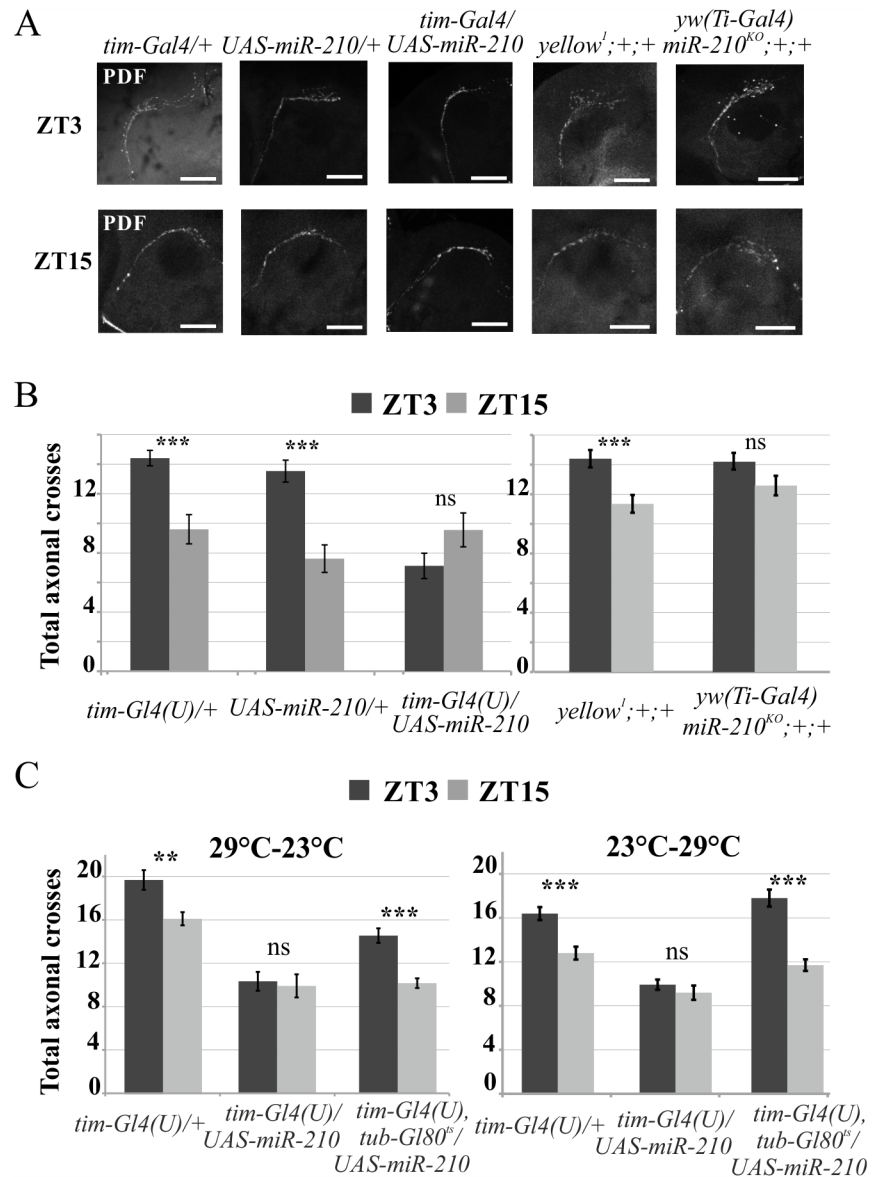 A
tim-Gal4/+ UAS-miR-210/+ tim-Gal4/ UAS-miR-210 yellow¹;+;+ yw(Ti-Gal4) miR-210ᴷᴼ;+;+
PDF
ZT3
PDF
ZT15
B
ZT3 ZT15
Total axonal crosses
*** *** ns
12
8
4
0
tim-Gl4(U)/+ UAS-miR-210/+ tim-Gl4(U)/ UAS-miR-210
*** ns
12
8
4
0
yellow¹;+;+ yw(Ti-Gal4) miR-210ᴷᴼ;+;+
C
ZT3 ZT15
29°C-23°C
Total axonal crosses
** ns ***
20
16
12
8
4
0
tim-Gl4(U)/+ tim-Gl4(U)/ UAS-miR-210 tim-Gl4(U), tub-Gl80ᵗˢ/ UAS-miR-210
23°C-29°C
*** ns ***
20
16
12
8
4
0
tim-Gl4(U)/+ tim-Gl4(U)/ UAS-miR-210 tim-Gl4(U), tub-Gl80ᵗˢ/ UAS-miR-210